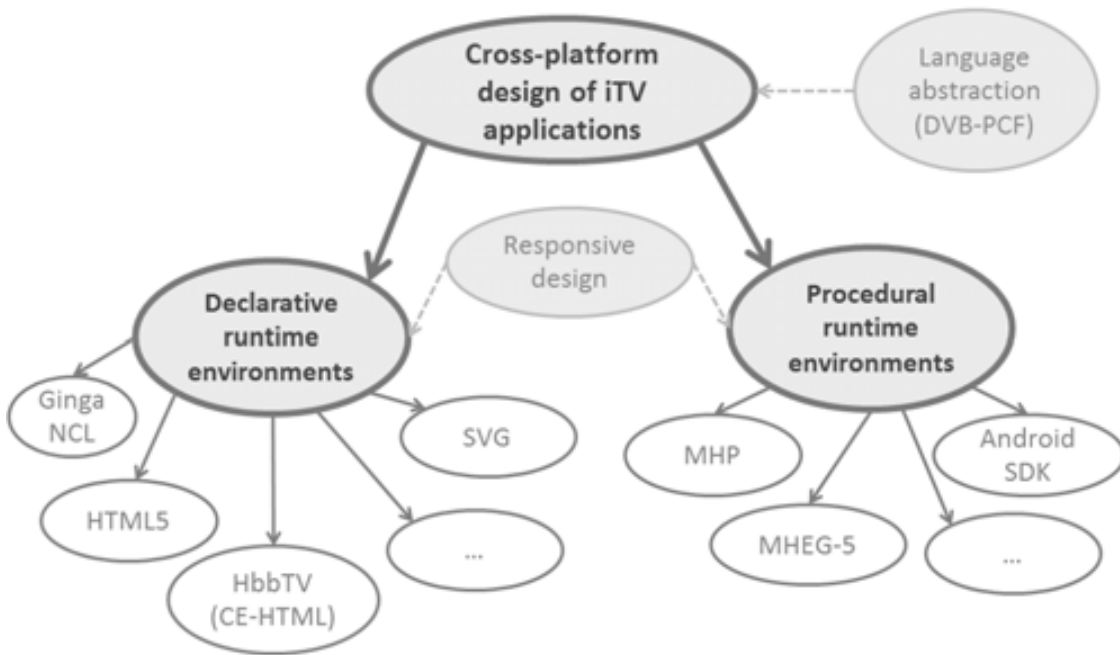 Cross-platform
design of iTV
applications
Language
abstraction
(DVB-PCF)
Responsive
design
Declarative
runtime
environments
Procedural
runtime
environments
Ginga
NCL
HTML5
HbbTV
(CE-HTML)
...
SVG
MHP
MHEG-5
...
Android
SDK